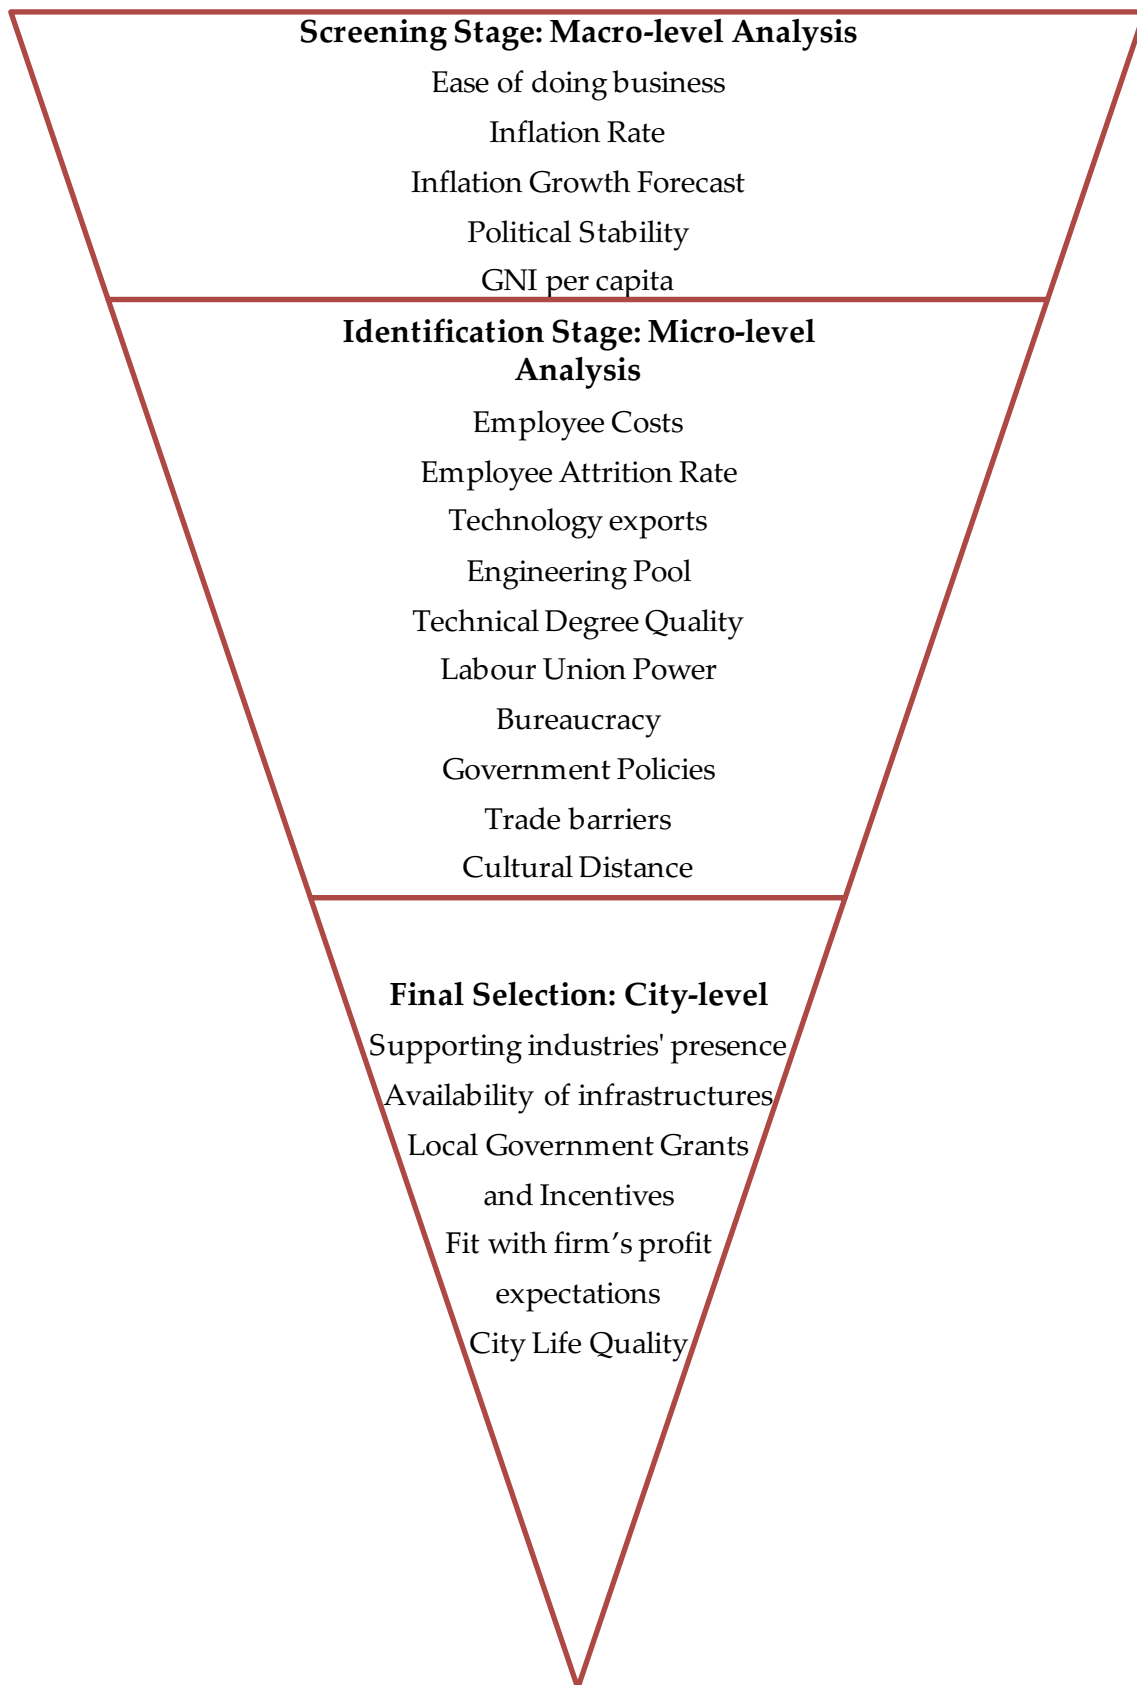 Screening Stage: Macro-level Analysis
Ease of doing business
Inflation Rate
Inflation Growth Forecast
Political Stability
GNI per capita
Identification Stage: Micro-level
Analysis
Employee Costs
Employee Attrition Rate
Technology exports
Engineering Pool
Technical Degree Quality
Labour Union Power
Bureaucracy
Government Policies
Trade barriers
Cultural Distance
Final Selection: City-level
Supporting industries' presence
Availability of infrastructures
Local Government Grants
and Incentives
Fit with firm’s profit
expectations
City Life Quality